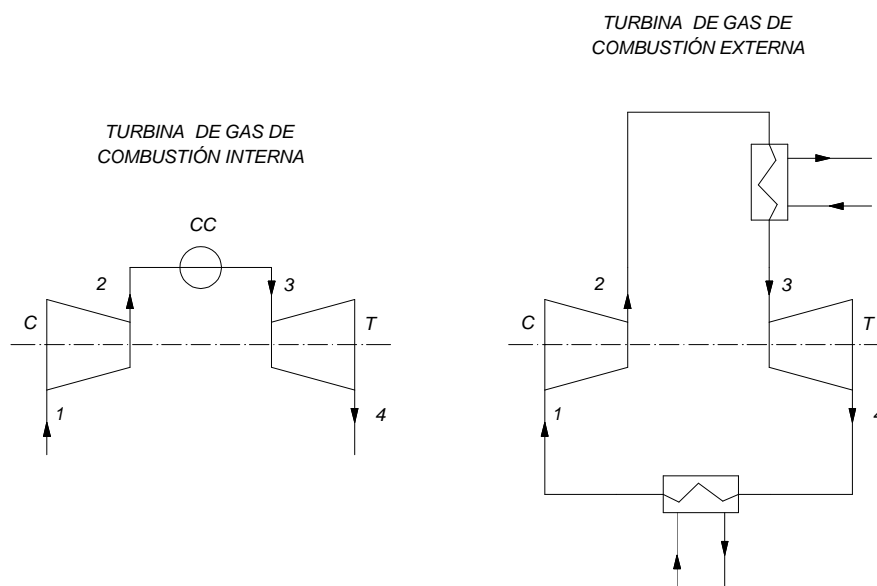 TURBINA DE GAS DE
COMBUSTIÓN INTERNA
CC
2
3
C
T
1
4
TURBINA DE GAS DE
COMBUSTIÓN EXTERNA
2
3
C
T
1
4